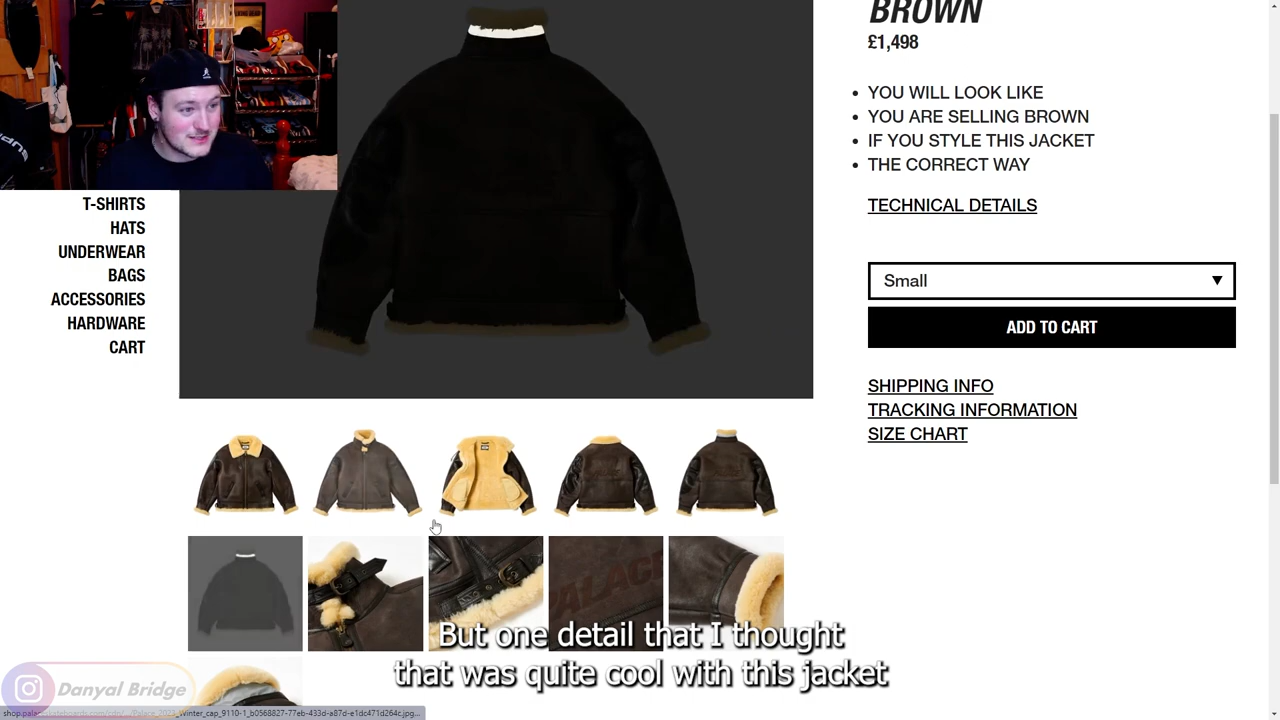 BROWN
£1,498
YOU WILL LOOK LIKE
YOU ARE SELLING BROWN
IF YOU STYLE THIS JACKET
THE CORRECT WAY
TECHNICAL DETAILS
Small
ADD TO CART
SHIPPING INFO
TRACKING INFORMATION
SIZE CHART
T-SHIRTS
HATS
UNDERWEAR
BAGS
ACCESSORIES
HARDWARE
CART
PALACE
But one detail that I thought
that was quite cool with this jacket
Danyal Bridge